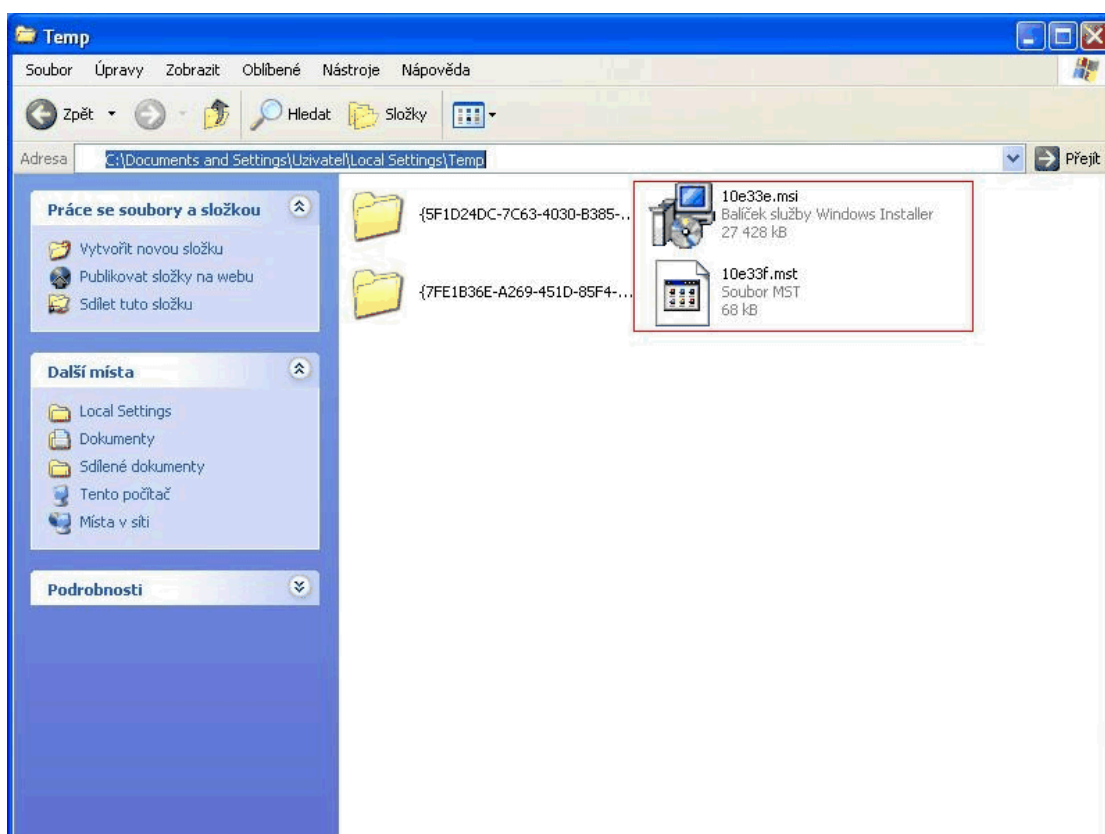 Temp
Soubor Úpravy Zobrazit Oblíbené Nástroje Nápověda
Zpět Hledat Složky
Adresa C:\Documents and Settings\Uzivatel\Local Settings\Temp Přejít
Práce se soubory a složkou
Vytvořit novou složku
Publikovat složky na webu
Sdílet tuto složku
Další místa
Local Settings
Dokumenty
Sdílené dokumenty
Tento počítač
Místa v síti
Podrobnosti
{5F1D24DC-7C63-4030-B385-...
10e33e.msi
Balíček služby Windows Installer
27 428 kB
{7FE1B36E-A269-451D-85F4-...
10e33f.mst
Soubor MST
68 kB